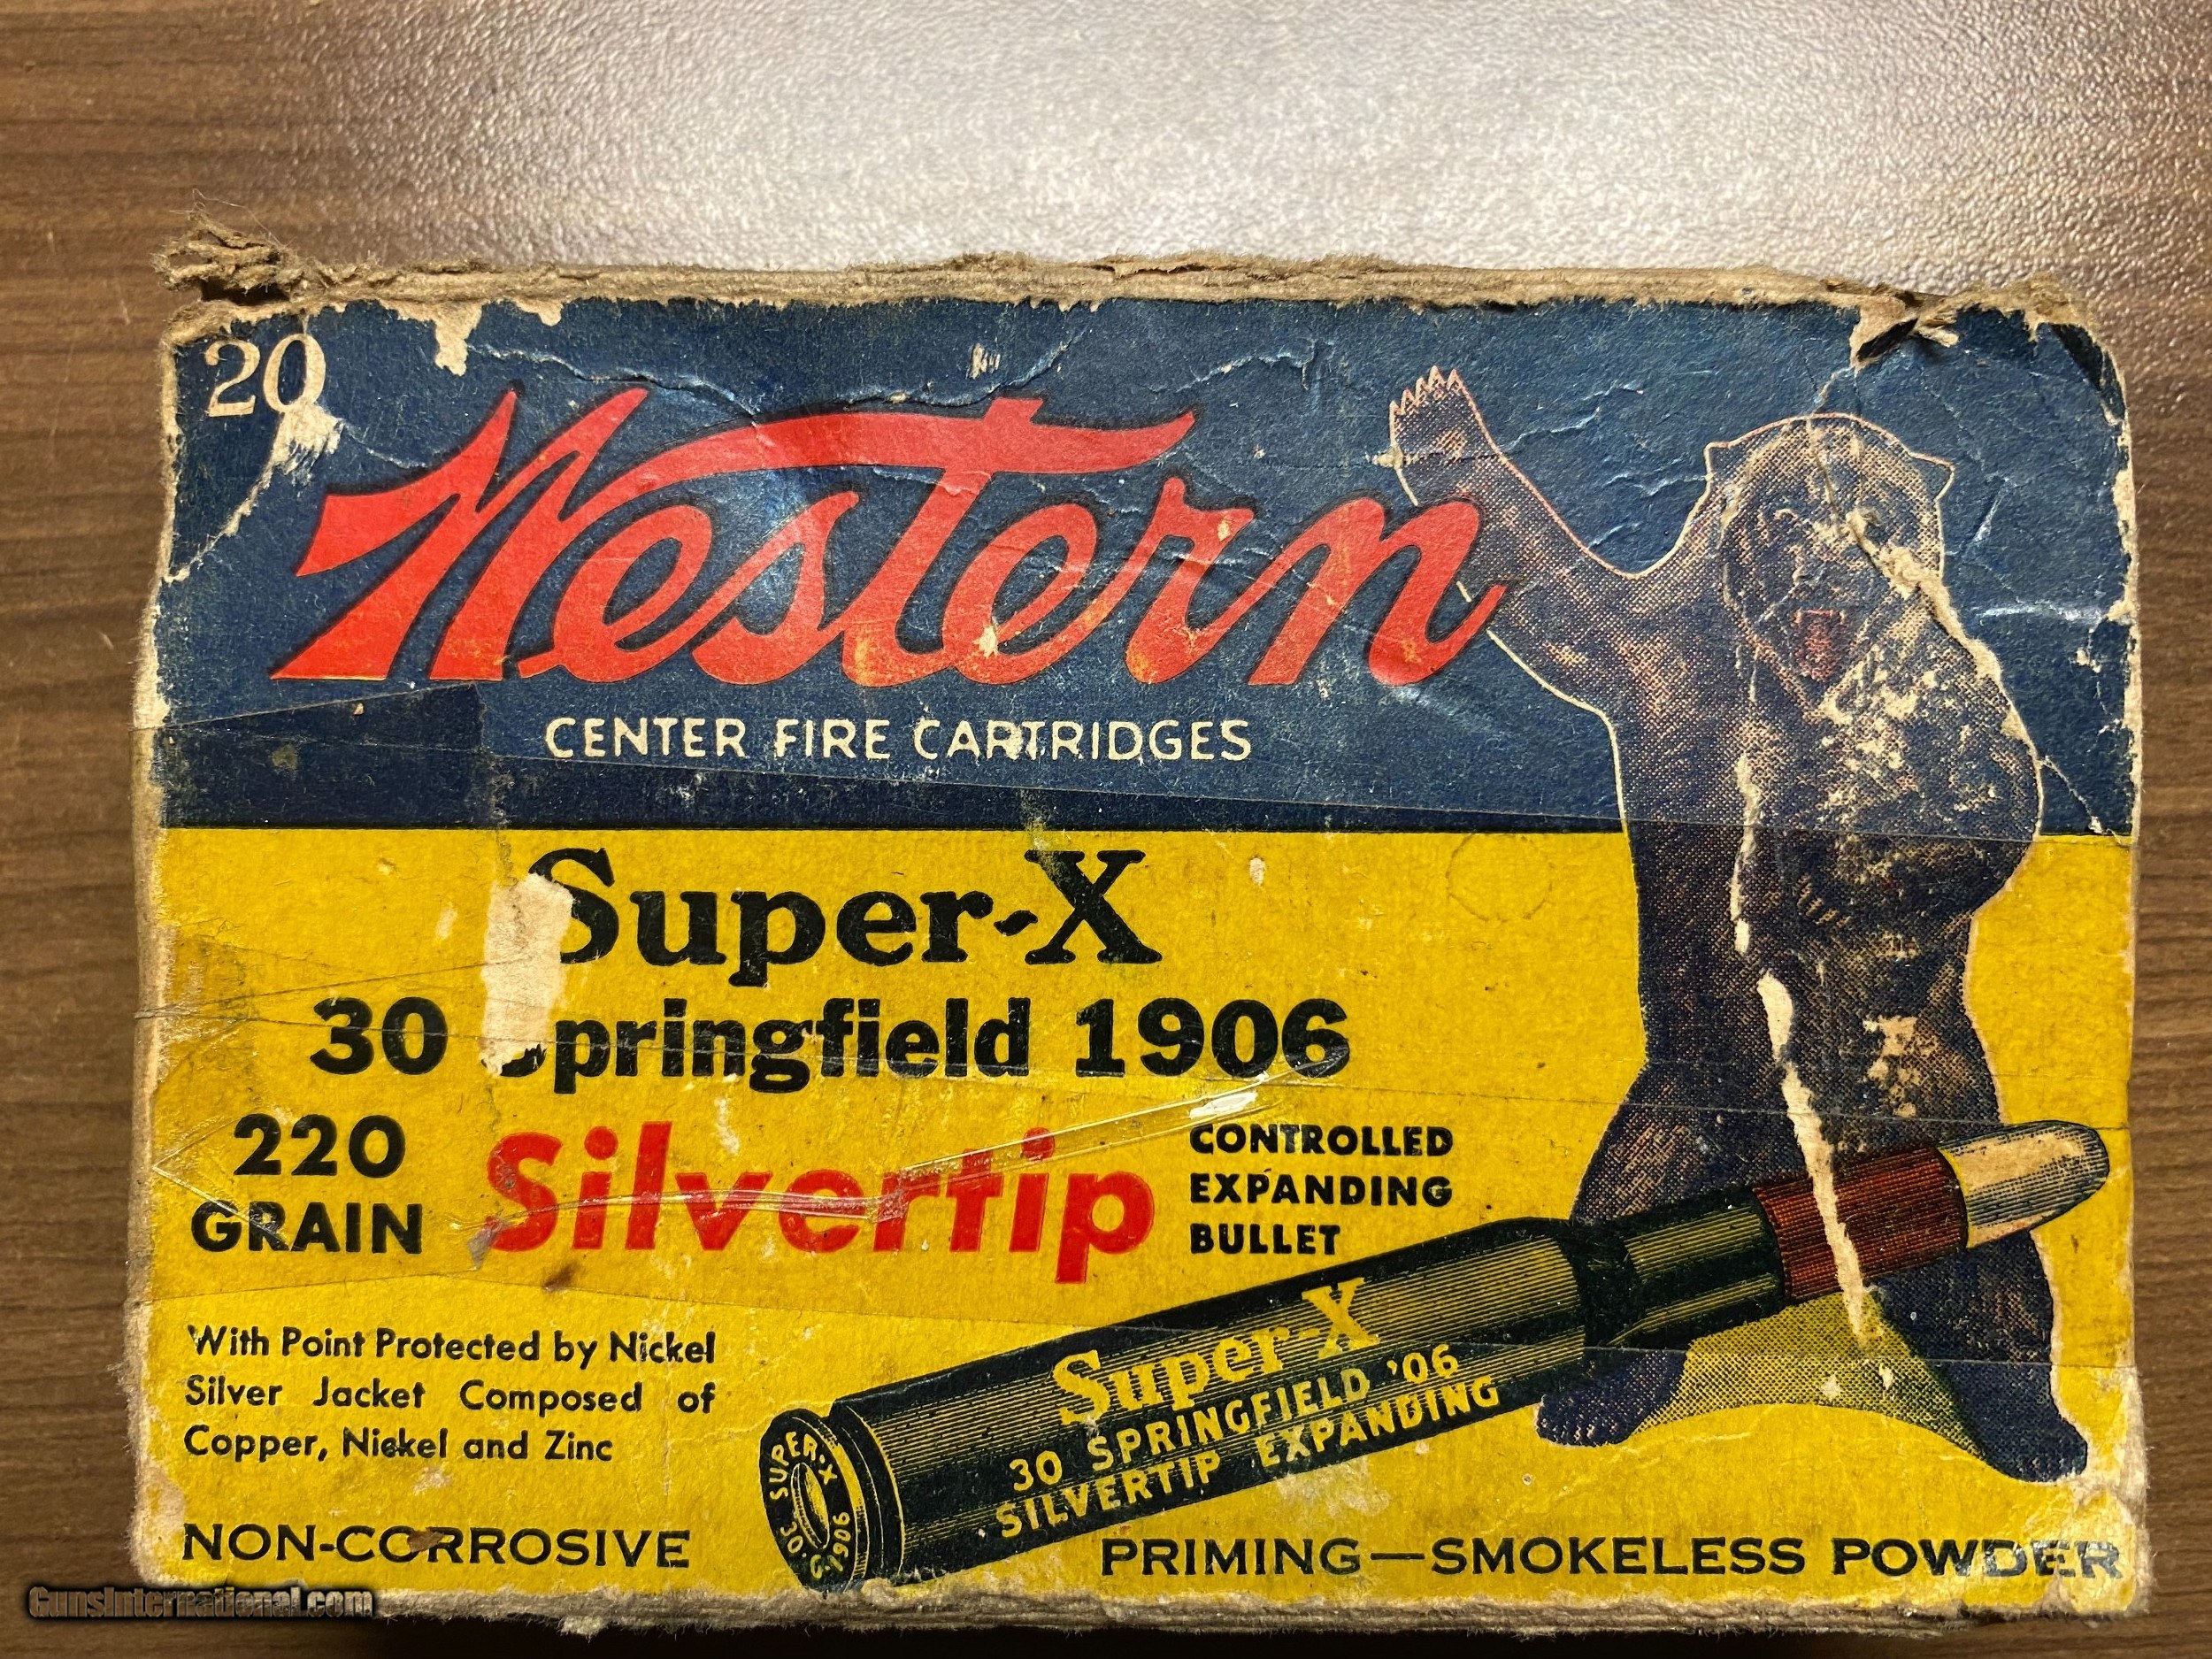 20
Western
CENTER FIRE CARTRIDGES
Super-X
30 Springfield 1906
220
GRAIN
Silvertip
CONTROLLED
EXPANDING
BULLET
With Point Protected by Nickel
Silver Jacket Composed of
Copper, Nickel and Zinc
Super-X
30 SPRINGFIELD '06
SILVERTIP EXPANDING
SUPER-X
30 G. 1906
NON-CORROSIVE PRIMING—SMOKELESS POWDER
GunsInternational.com